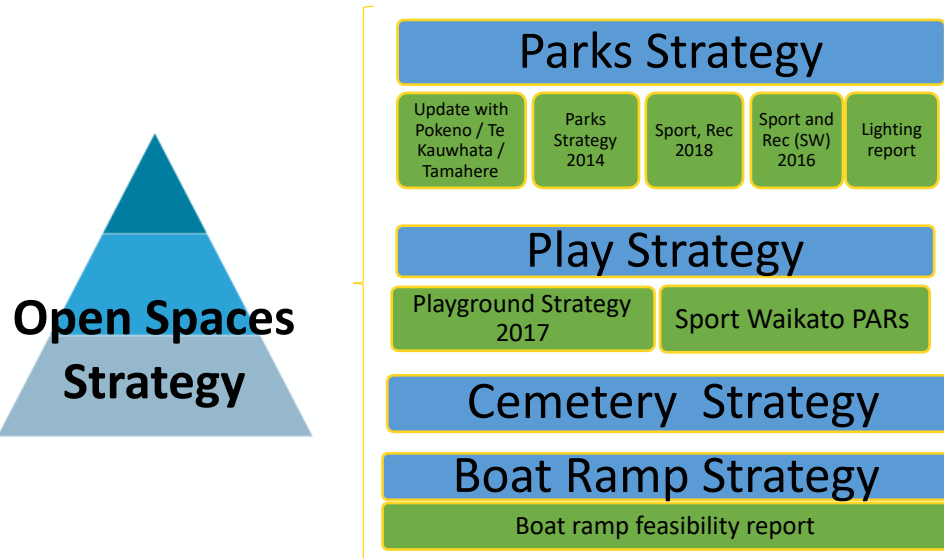 Open Spaces
Strategy
Parks Strategy
Update with
Pokeno / Te
Kauwhata /
Tamahere
Parks
Strategy
2014
Sport, Rec
2018
Sport and
Rec (SW)
2016
Lighting
report
Play Strategy
Playground Strategy
2017
Sport Waikato PARs
Cemetery Strategy
Boat Ramp Strategy
Boat ramp feasibility report